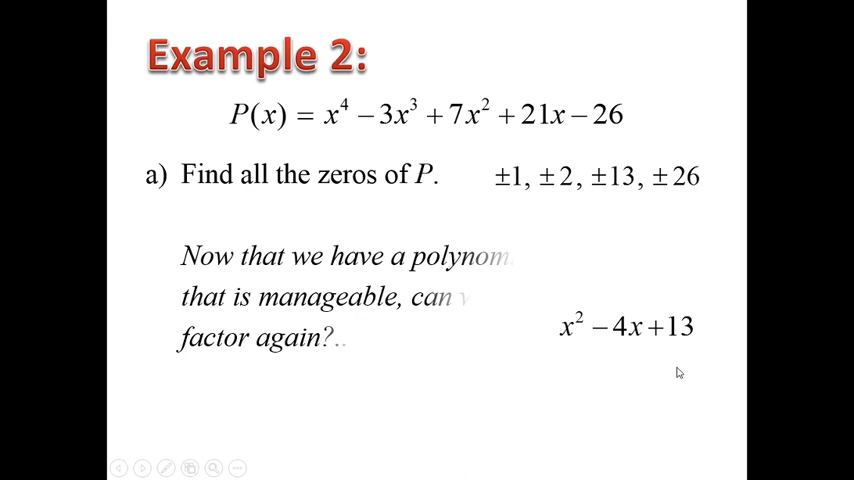 Example 2:
P(x) = x⁴ − 3x³ + 7x² + 21x − 26
a) Find all the zeros of P. ±1, ±2, ±13, ±26
Now that we have a polynom
that is manageable, can
factor again?..
x² − 4x + 13